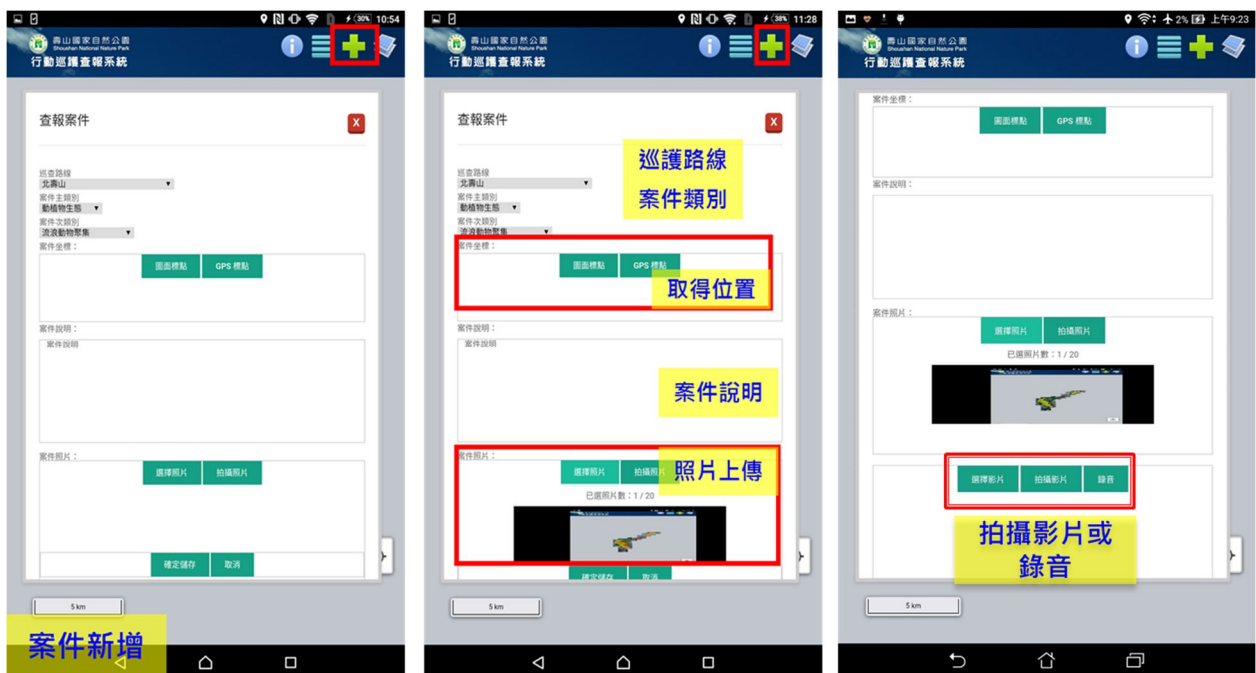 30% 10:54
壽山國家自然公園
Shoushan National Nature Park
行動巡護查報系統
查報案件
X
巡查路線
北壽山
案件主類別
動植物生態
案件次類別
流浪動物聚集
案件坐標：
圖面標點 GPS 標點
案件說明：
案件說明
案件照片：
選擇照片 拍攝照片
確定儲存 取消
5 km
案件新增
38% 11:28
壽山國家自然公園
Shoushan National Nature Park
行動巡護查報系統
查報案件
X
巡護路線
案件類別
巡查路線
北壽山
案件主類別
動植物生態
案件次類別
流浪動物聚集
案件坐標：
圖面標點 GPS 標點
取得位置
案件說明：
案件說明
案件說明
案件照片：
選擇照片 拍攝照片
照片上傳
已選照片數：1 / 20
確定儲存 取消
5 km
2% 上午9:23
壽山國家自然公園
Shoushan National Nature Park
行動巡護查報系統
案件坐標：
圖面標點 GPS 標點
案件說明：
案件照片：
選擇照片 拍攝照片
已選照片數：1 / 20
選擇影片 拍攝影片 錄音
拍攝影片或
錄音
5 km